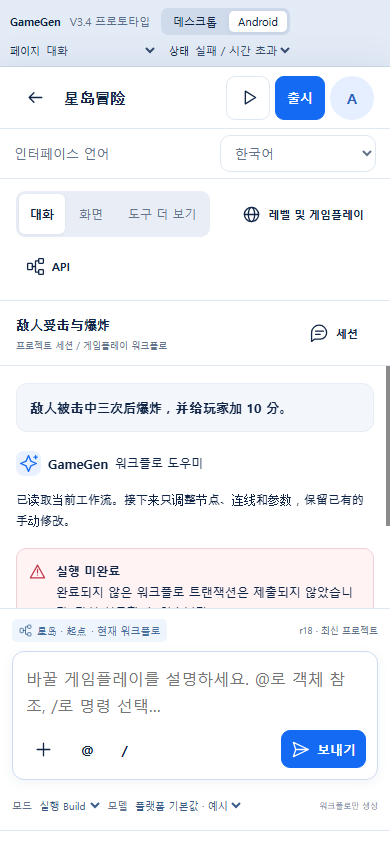 GameGen V3.4 프로토타입 데스크톱 Android
페이지 대화 상태 실패 / 시간 초과
星岛冒险 출시 A
인터페이스 언어 한국어
대화 화면 도구 더 보기 레벨 및 게임플레이
API
敌人受击与爆炸
프로젝트 세션 / 게임플레이 워크플로
세션
敌人被击中三次后爆炸，并给玩家加 10 分。
GameGen 워크플로 도우미
已读取当前工作流。接下来只调整节点、连线和参数，保留已有的
手动修改。
실행 미완료
완료되지 않은 워크플로 트랜잭션은 제출되지 않았습니
星岛 · 起点 · 현재 워크플로 r18 · 최신 프로젝트
바꿀 게임플레이를 설명하세요. @로 객체 참
조, /로 명령 선택...
+ @ / 보내기
모드 실행 Build 모델 플랫폼 기본값 · 예시 워크플로만 생성